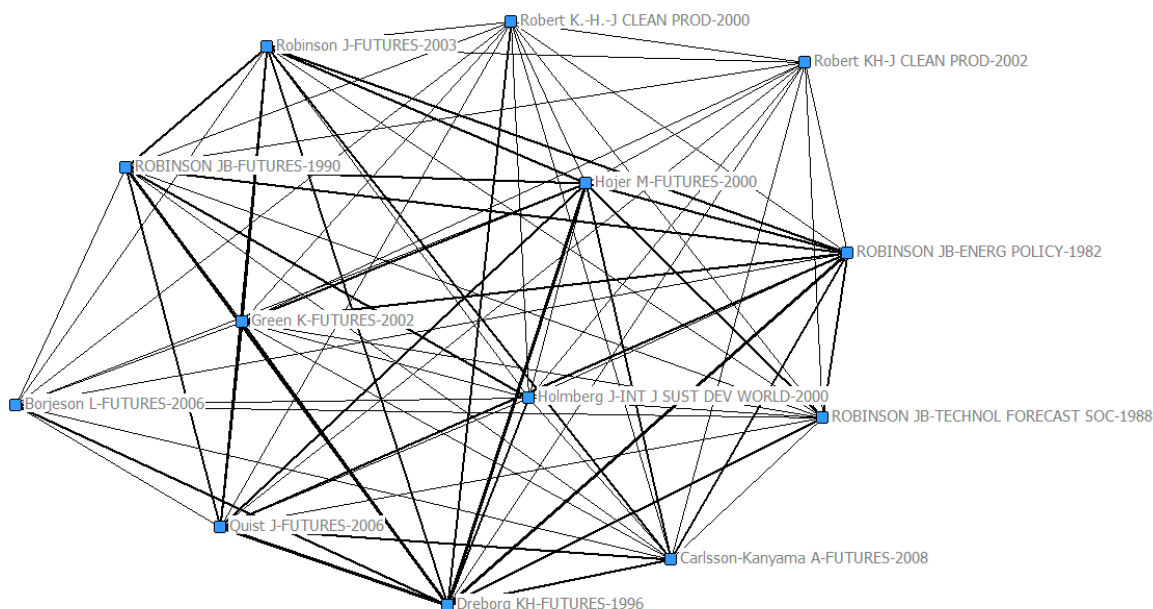 Robert K.-H.-J CLEAN PROD-2000
Robinson J-FUTURES-2003
Robert KH-J CLEAN PROD-2002
ROBINSON JB-FUTURES-1990
Hojer M-FUTURES-2000
ROBINSON JB-ENERG POLICY-1982
Green K-FUTURES-2002
Holmberg J-INT J SUST DEV WORLD-2000
Borjeson L-FUTURES-2006
ROBINSON JB-TECHNOL FORECAST SOC-1988
Quist J-FUTURES-2006
Carlsson-Kanyama A-FUTURES-2008
Dreborg KH-FUTURES-1996